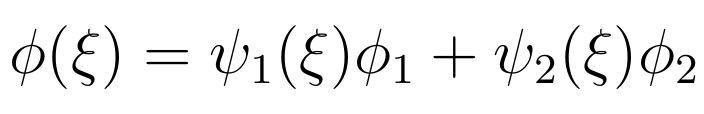 ϕ(ξ) = ψ₁(ξ)ϕ₁ + ψ₂(ξ)ϕ₂